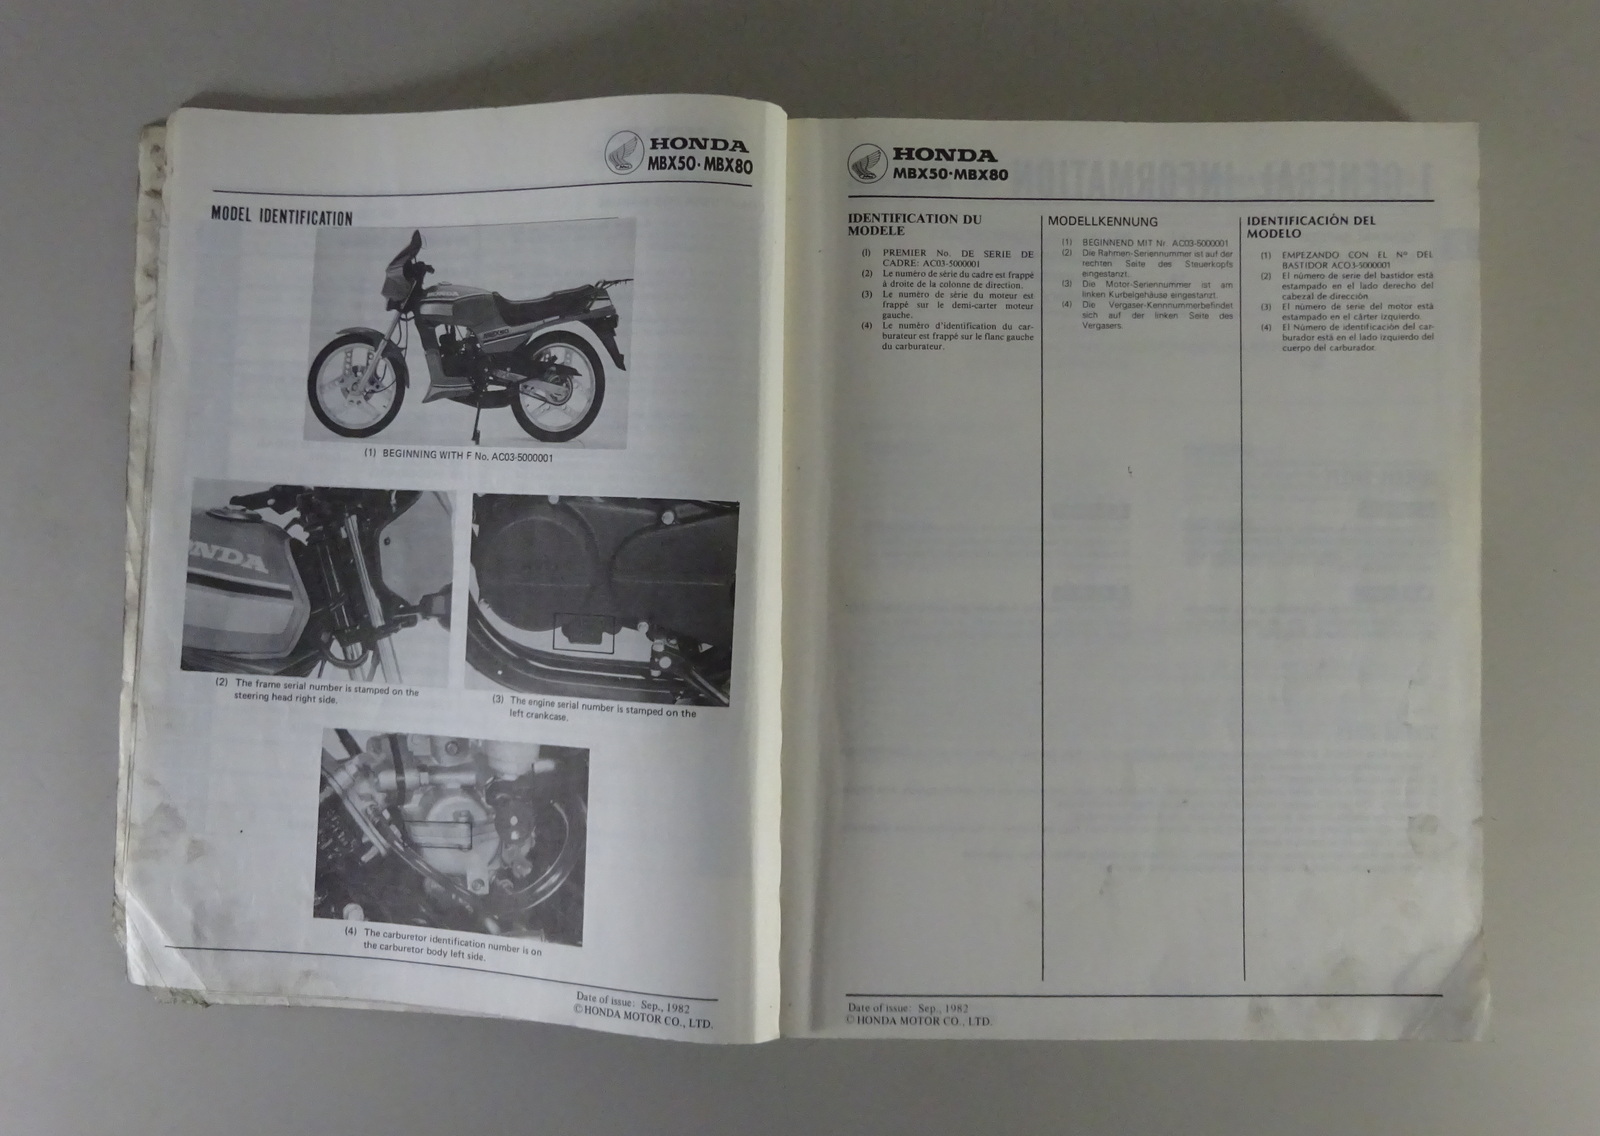 HONDA
MBX50·MBX80
MODEL IDENTIFICATION
(1) BEGINNING WITH F No. AC03-5000001
NDA
(2) The frame serial number is stamped on the
steering head right side.
(3) The engine serial number is stamped on the
left crankcase.
(4) The carburetor identification number is on
the carburetor body left side.
Date of issue: Sep., 1982
© HONDA MOTOR CO., LTD.
HONDA
MBX50·MBX80
IDENTIFICATION DU
MODELE
(1) PREMIER No. DE SERIE DE
CADRE: AC03-5000001
(2) Le numéro de série du cadre est frappé
à droite de la colonne de direction.
(3) Le numéro de série du moteur est
frappé sur le demi-carter moteur
gauche.
(4) Le numéro d'identification du car-
burateur est frappé sur le flanc gauche
du carburateur.
MODELLKENNUNG
(1) BEGINNEND MIT Nr. AC03-5000001
(2) Die Rahmen-Seriennummer ist auf der
rechten Seite des Steuerkopfs
eingestanzt.
(3) Die Motor-Seriennummer ist am
linken Kurbelgehäuse eingestanzt.
(4) Die Vergaser-Kennnummerbefindet
sich auf der linken Seite des
Vergasers.
IDENTIFICACIÓN DEL
MODELO
(1) EMPEZANDO CON EL N° DEL
BASTIDOR ACO3-5000001
(2) El número de serie del bastidor está
estampado en el lado derecho del
cabezal de dirección.
(3) El número de serie del motor está
estampado en el cárter izquierdo.
(4) El Número de identificación del car-
burador está en el lado izquierdo del
cuerpo del carburador.
Date of issue: Sep., 1982
© HONDA MOTOR CO., LTD.